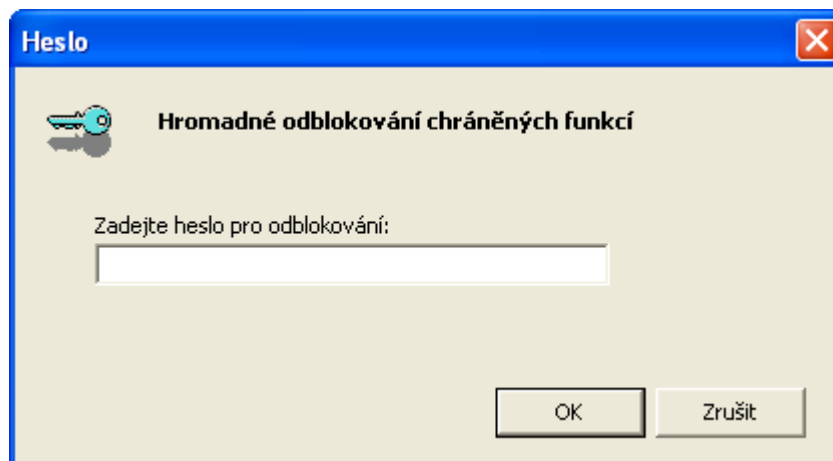 Heslo
Hromadné odblokování chráněných funkcí
Zadejte heslo pro odblokování:
OK
Zrušit